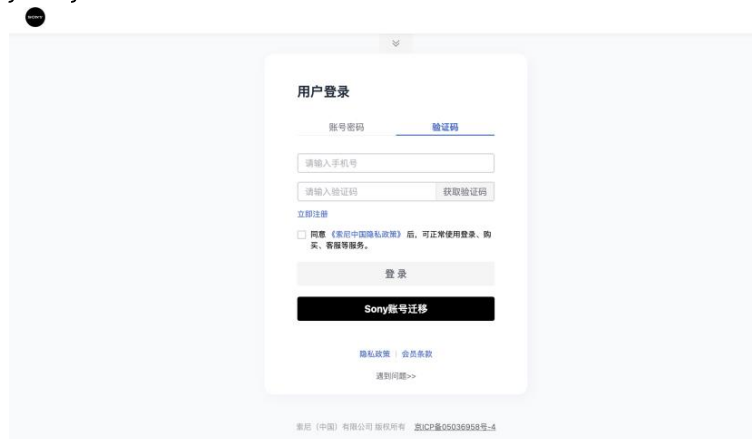 SONY
用户登录
账号密码 验证码
请输入手机号
请输入验证码 获取验证码
立即注册
同意《索尼中国隐私政策》后，可正常使用登录、购
买、客服等服务。
登 录
Sony账号迁移
隐私政策 | 会员条款
遇到问题>>
索尼（中国）有限公司 版权所有 京ICP备05036958号-4